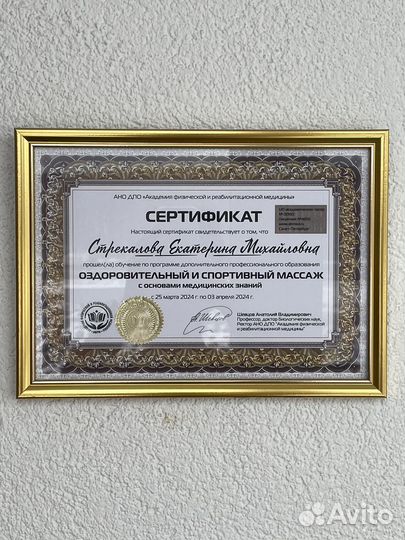 АНО ДПО «Академия физической и реабилитационной медицины»
СЕРТИФИКАТ
Настоящий сертификат свидетельствует о том, что
Стрекалова Екатерина Михайловна
прошел(ла) обучение по программе дополнительного профессионального образования
ОЗДОРОВИТЕЛЬНЫЙ И СПОРТИВНЫЙ МАССАЖ
с основами медицинских знаний
с 25 марта 2024 г. по 03 апреля 2024 г.
Шевцов Анатолий Владимирович
Профессор, доктор биологических наук,
Ректор АНО ДПО "Академия физической
и реабилитационной медицины"
Avito